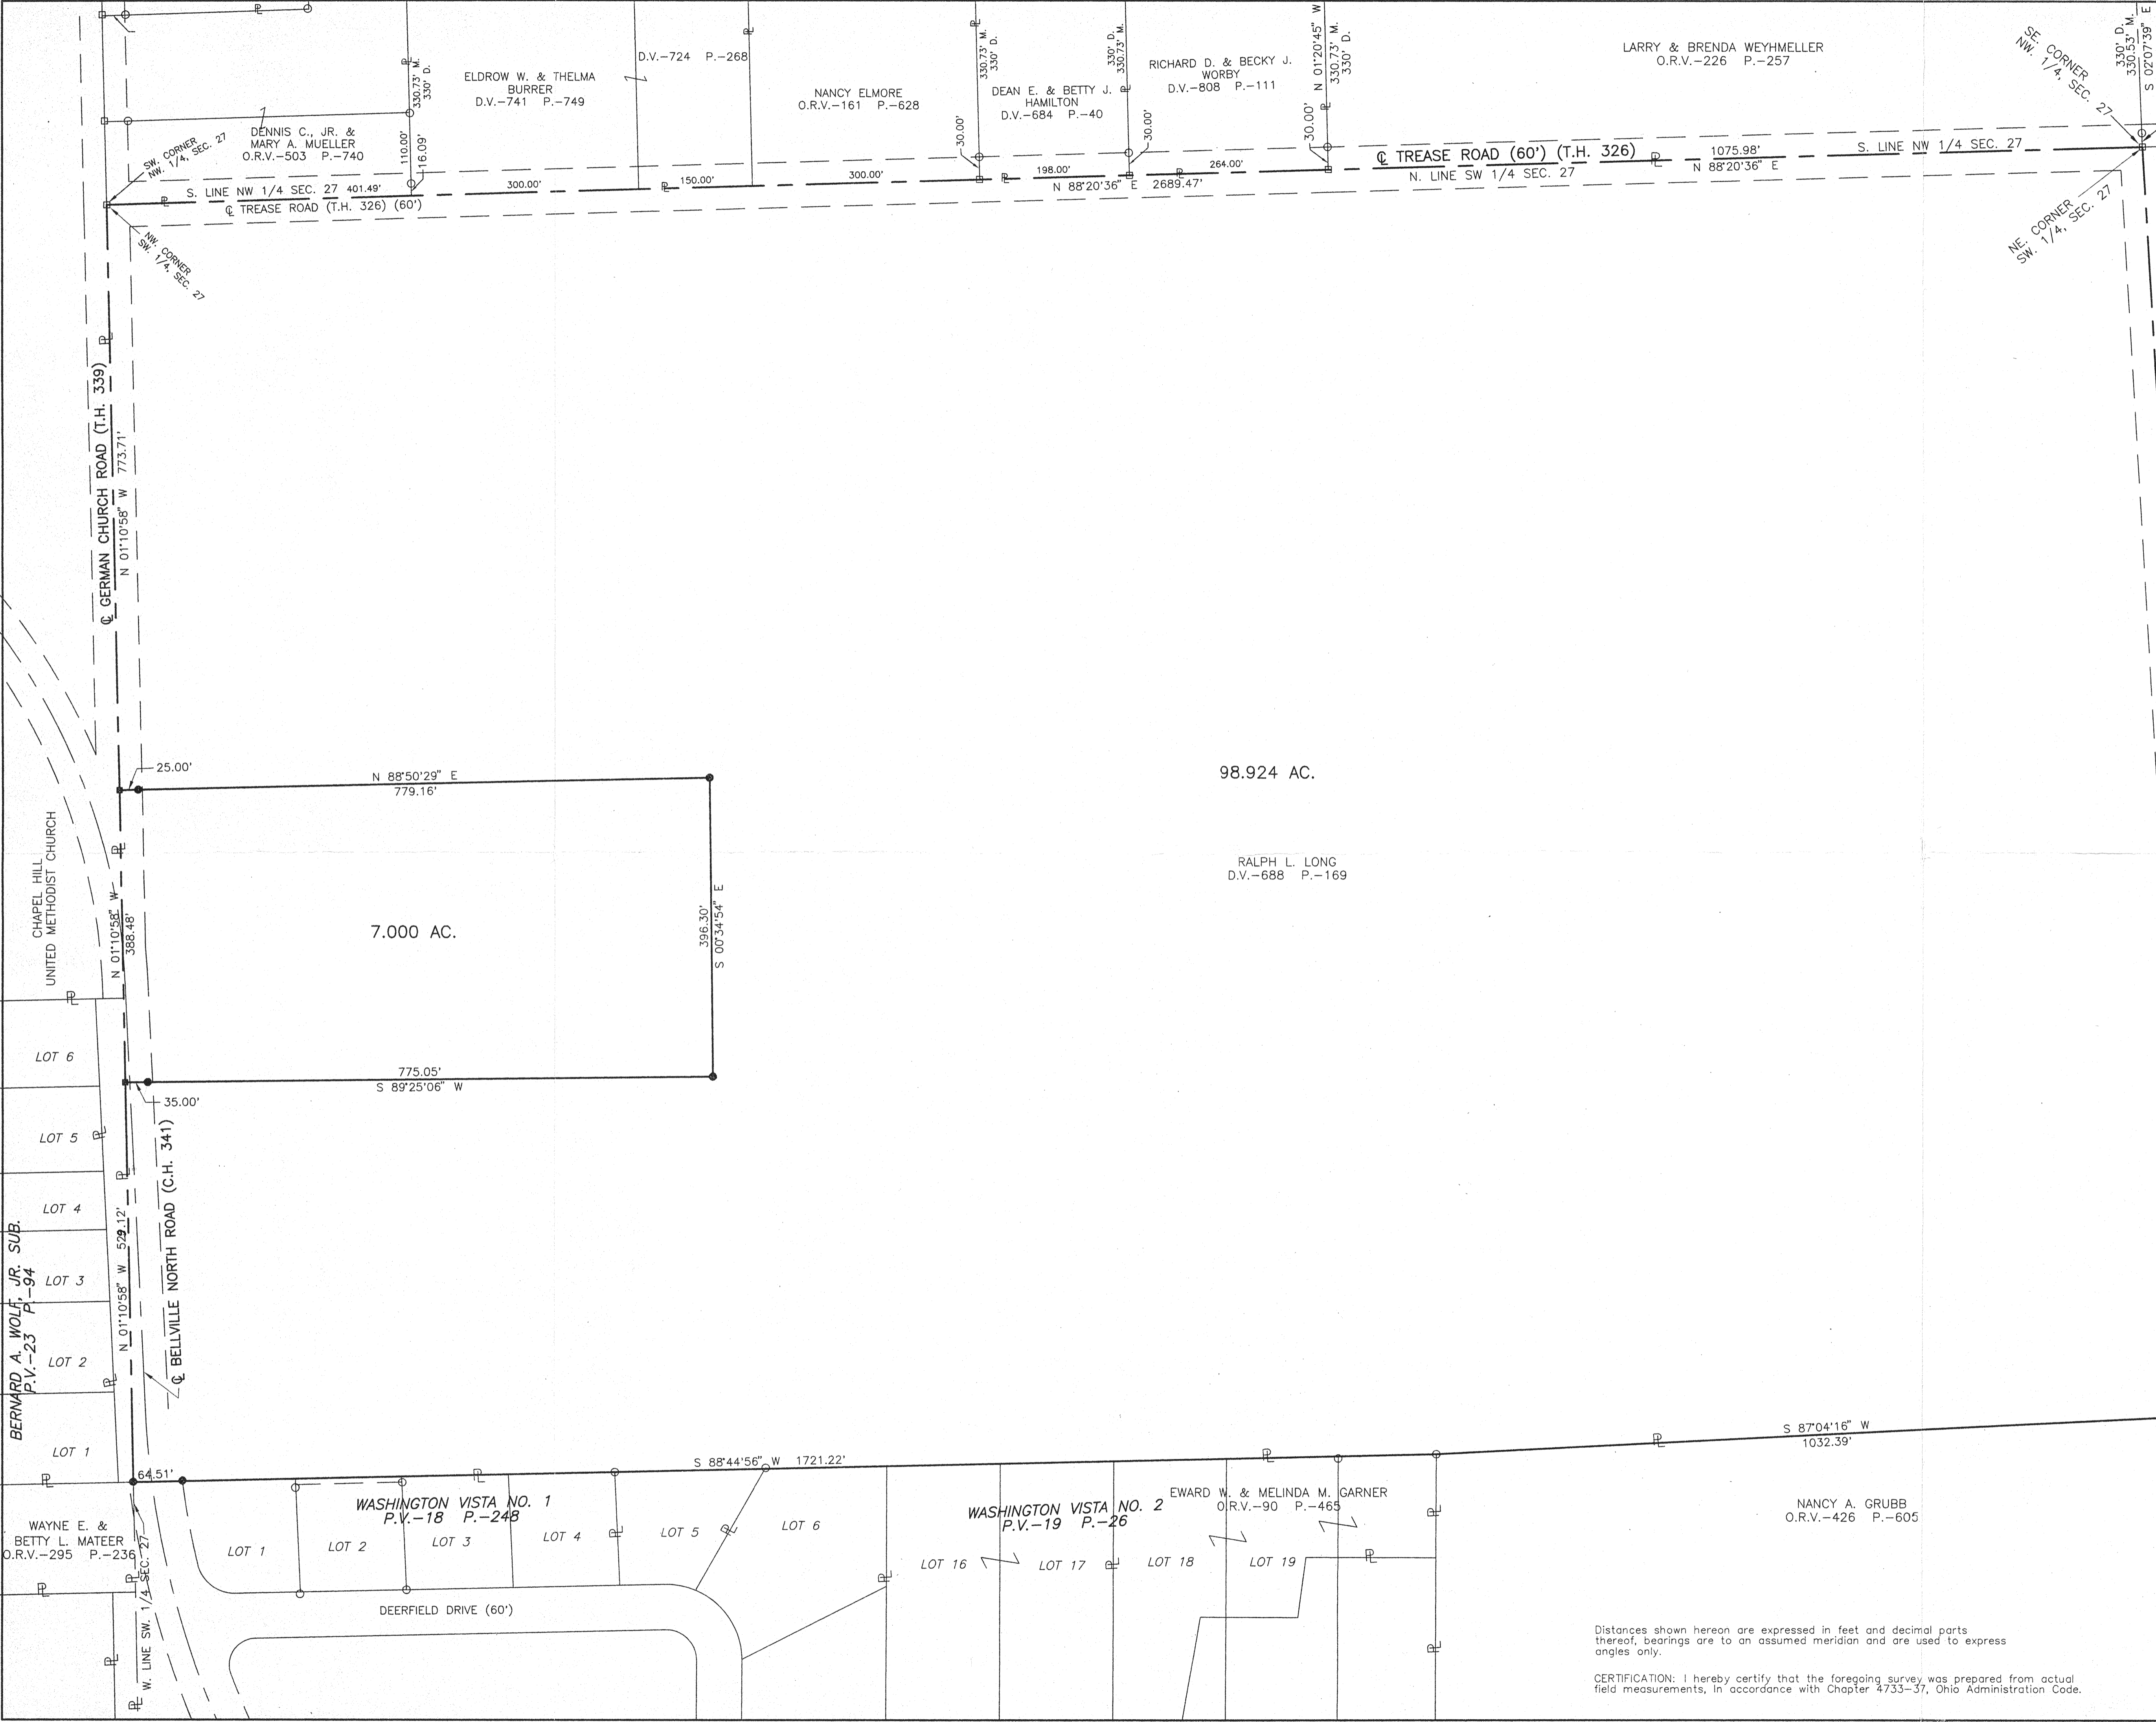 330.73' M.
330' D.
ELDROW W. & THELMA
BURRER
D.V.-741 P.-749
D.V.-724 P.-268
NANCY ELMORE
O.R.V.-161 P.-628
330.73' M.
330' D.
DEAN E. & BETTY J.
HAMILTON
D.V.-684 P.-40
330' D.
330.73' M.
RICHARD D. & BECKY J.
WORBY
D.V.-808 P.-111
N 01°20'45" W
330.73' M.
330' D.
LARRY & BRENDA WEYHMELLER
O.R.V.-226 P.-257
SE. CORNER
NW. 1/4, SEC. 27
330' D.
330.53' M.
S 02°07'39" E
DENNIS C., JR. &
MARY A. MUELLER
O.R.V.-503 P.-740
SW. CORNER
NW. 1/4, SEC. 27
110.00'
16.09'
30.00'
30.00'
30.00'
S. LINE NW 1/4 SEC. 27 401.49'
300.00'
150.00'
300.00'
198.00'
264.00'
℄ TREASE ROAD (60') (T.H. 326)
1075.98'
S. LINE NW 1/4 SEC. 27
℄ TREASE ROAD (T.H. 326) (60')
N 88°20'36" E 2689.47'
N. LINE SW 1/4 SEC. 27
N 88°20'36" E
NW. CORNER
SW. 1/4, SEC. 27
NE. CORNER
SW. 1/4, SEC. 27
℄ GERMAN CHURCH ROAD (T.H. 339)
N 01°10'58" W 773.71'
25.00'
N 88°50'29" E
779.16'
98.924 AC.
CHAPEL HILL
UNITED METHODIST CHURCH
RALPH L. LONG
D.V.-688 P.-169
N 01°10'58" W
388.48'
7.000 AC.
396.30'
S 00°34'54" E
LOT 6
775.05'
S 89°25'06" W
35.00'
LOT 5
LOT 4
LOT 3
LOT 2
LOT 1
BERNARD A. WOLF, JR. SUB.
P.V.-23 P.-94
N 01°10'58" W 529.12'
℄ BELLVILLE NORTH ROAD (C.H. 341)
64.51'
S 88°44'56" W 1721.22'
S 87°04'16" W
1032.39'
WAYNE E. &
BETTY L. MATEER
O.R.V.-295 P.-236
W. LINE SW. 1/4 SEC. 27
WASHINGTON VISTA NO. 1
P.V.-18 P.-248
LOT 1
LOT 2
LOT 3
LOT 4
LOT 5
LOT 6
WASHINGTON VISTA NO. 2
P.V.-19 P.-26
EWARD W. & MELINDA M. GARNER
O.R.V.-90 P.-465
LOT 16
LOT 17
LOT 18
LOT 19
NANCY A. GRUBB
O.R.V.-426 P.-605
DEERFIELD DRIVE (60')
Distances shown hereon are expressed in feet and decimal parts
thereof, bearings are to an assumed meridian and are used to express
angles only.
CERTIFICATION: I hereby certify that the foregoing survey was prepared from actual
field measurements, In accordance with Chapter 4733-37, Ohio Administration Code.